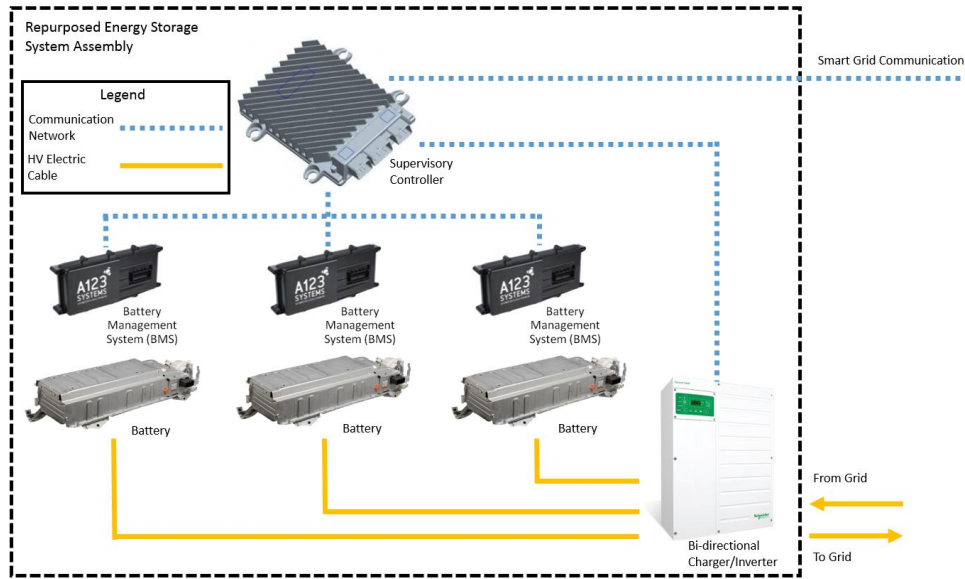 Repurposed Energy Storage
System Assembly
Smart Grid Communication
Legend
Communication
Network
HV Electric
Cable
Supervisory
Controller
A123
SYSTEMS
A123
SYSTEMS
A123
SYSTEMS
Battery
Management
System (BMS)
Battery
Management
System (BMS)
Battery
Management
System (BMS)
Battery
Battery
Battery
Schneider
From Grid
To Grid
Bi-directional
Charger/Inverter